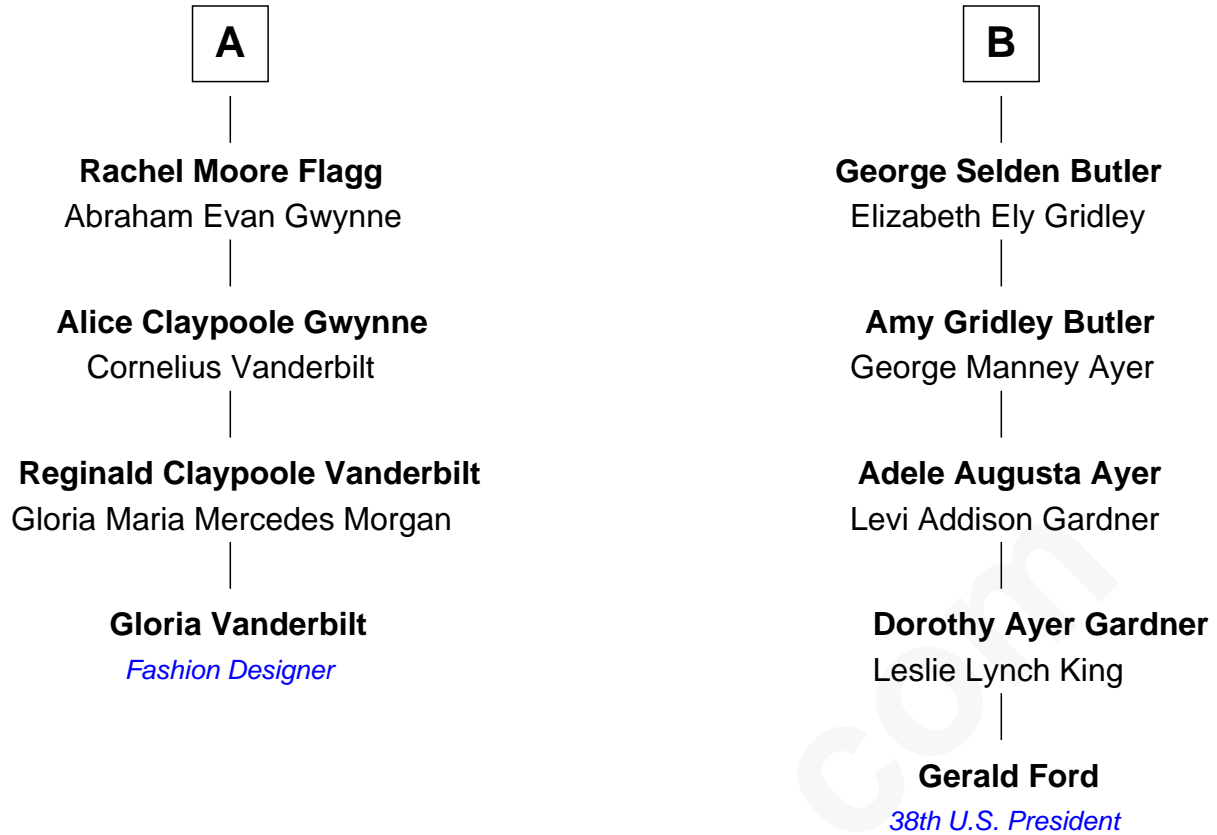 A
Rachel Moore Flagg
Abraham Evan Gwynne
Alice Claypoole Gwynne
Cornelius Vanderbilt
Reginald Claypoole Vanderbilt
Gloria Maria Mercedes Morgan
Gloria Vanderbilt
Fashion Designer
B
George Selden Butler
Elizabeth Ely Gridley
Amy Gridley Butler
George Manney Ayer
Adele Augusta Ayer
Levi Addison Gardner
Dorothy Ayer Gardner
Leslie Lynch King
Gerald Ford
38th U.S. President
com